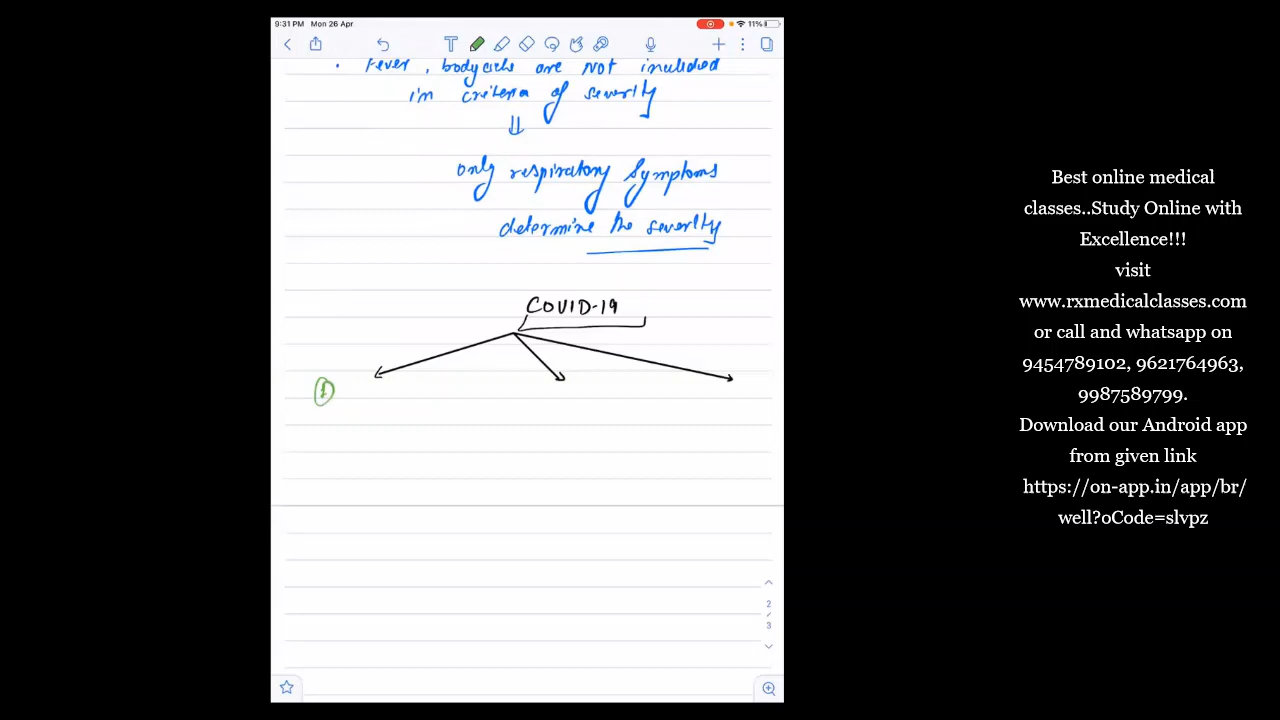 9:31 PM Mon 26 Apr
11%
T
. Fever, bodyache are Not included
in criteria of severity
⇓
only respiratory Symptoms
determine the severity
COVID-19
1
2
3
Best online medical
classes..Study Online with
Excellence!!!
visit
www.rxmedicalclasses.com
or call and whatsapp on
9454789102, 9621764963,
9987589799.
Download our Android app
from given link
https://on-app.in/app/br/
well?oCode=slvpz